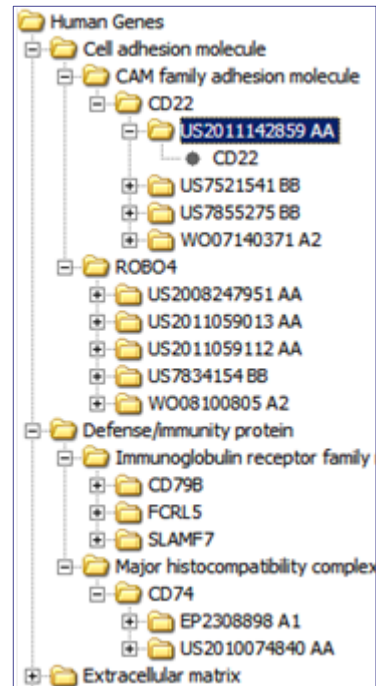 Human Genes
Cell adhesion molecule
CAM family adhesion molecule
CD22
US2011142859 AA
CD22
US7521541 BB
US7855275 BB
WO07140371 A2
ROBO4
US2008247951 AA
US2011059013 AA
US2011059112 AA
US7834154 BB
WO08100805 A2
Defense/immunity protein
Immunoglobulin receptor family
CD79B
FCRL5
SLAMF7
Major histocompatibility complex
CD74
EP2308898 A1
US2010074840 AA
Extracellular matrix